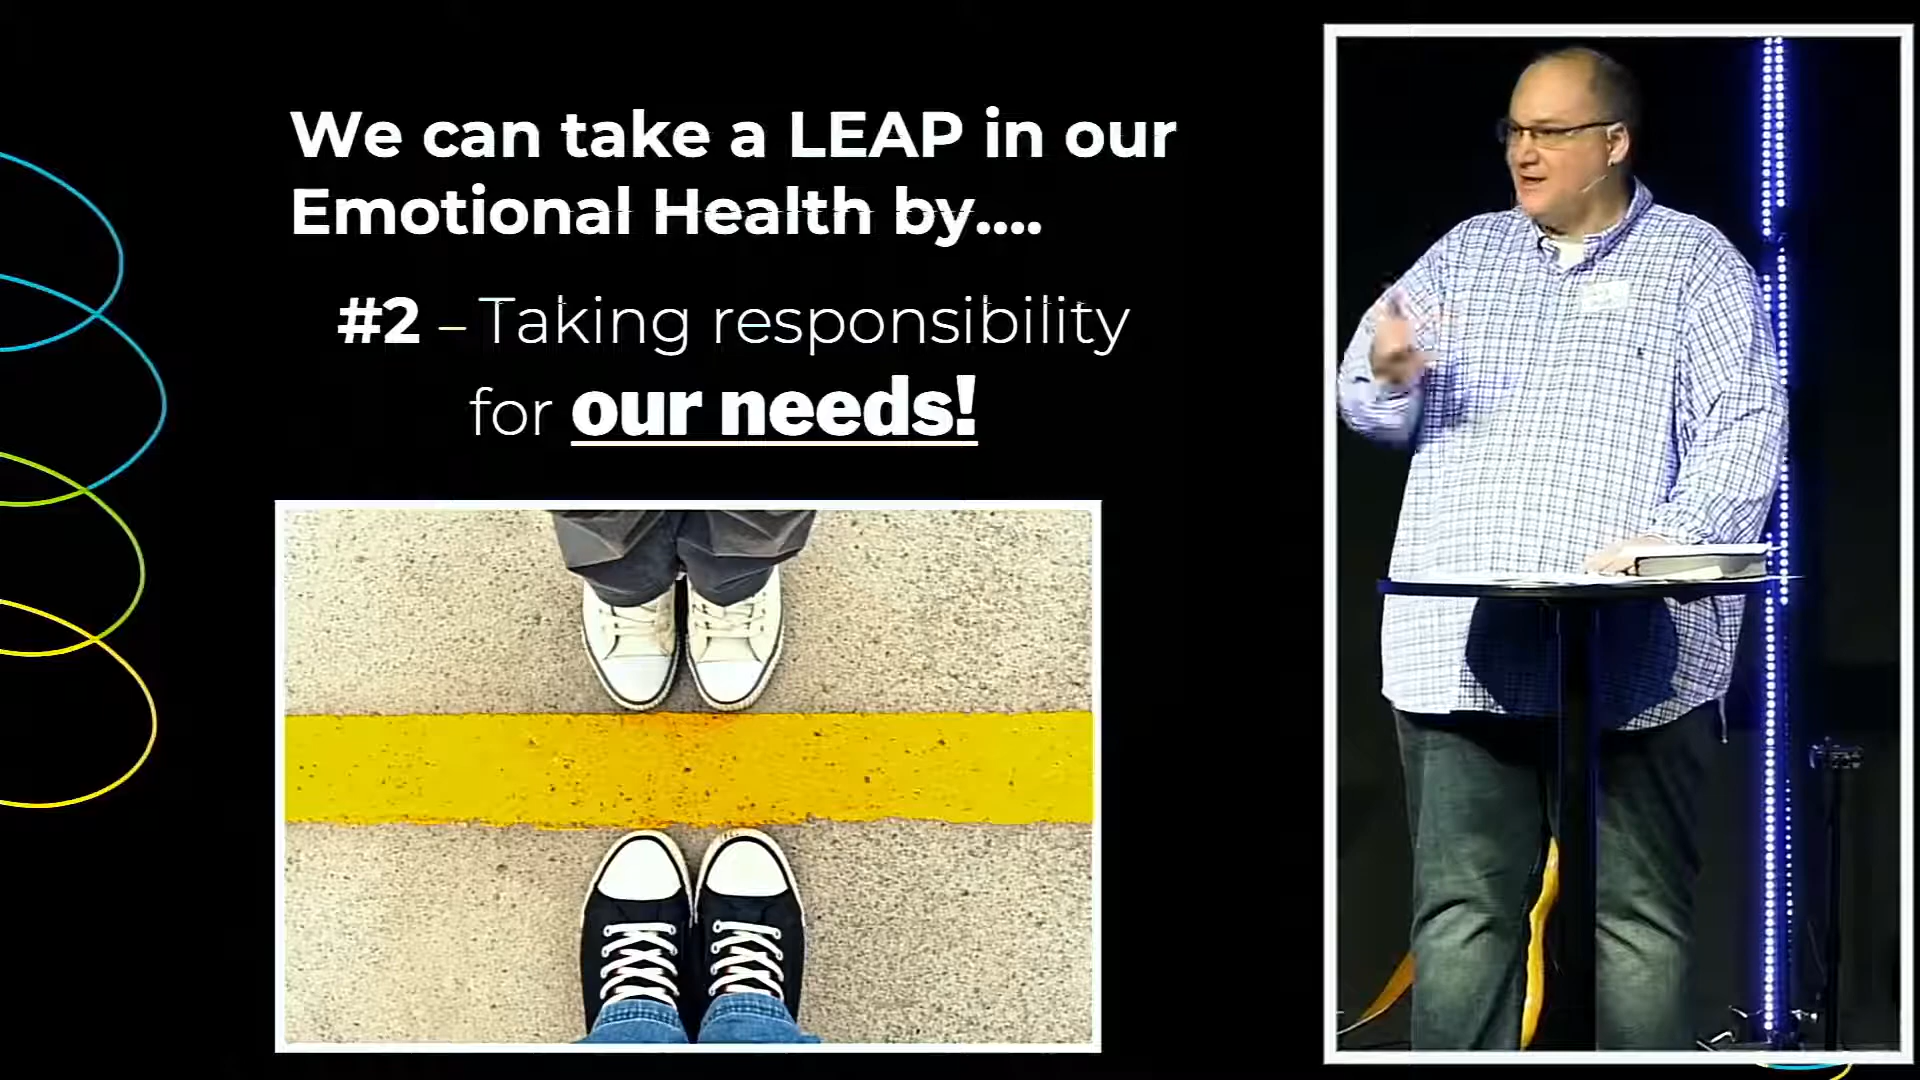 We can take a LEAP in our
Emotional Health by....
#2 – Taking responsibility
for our needs!